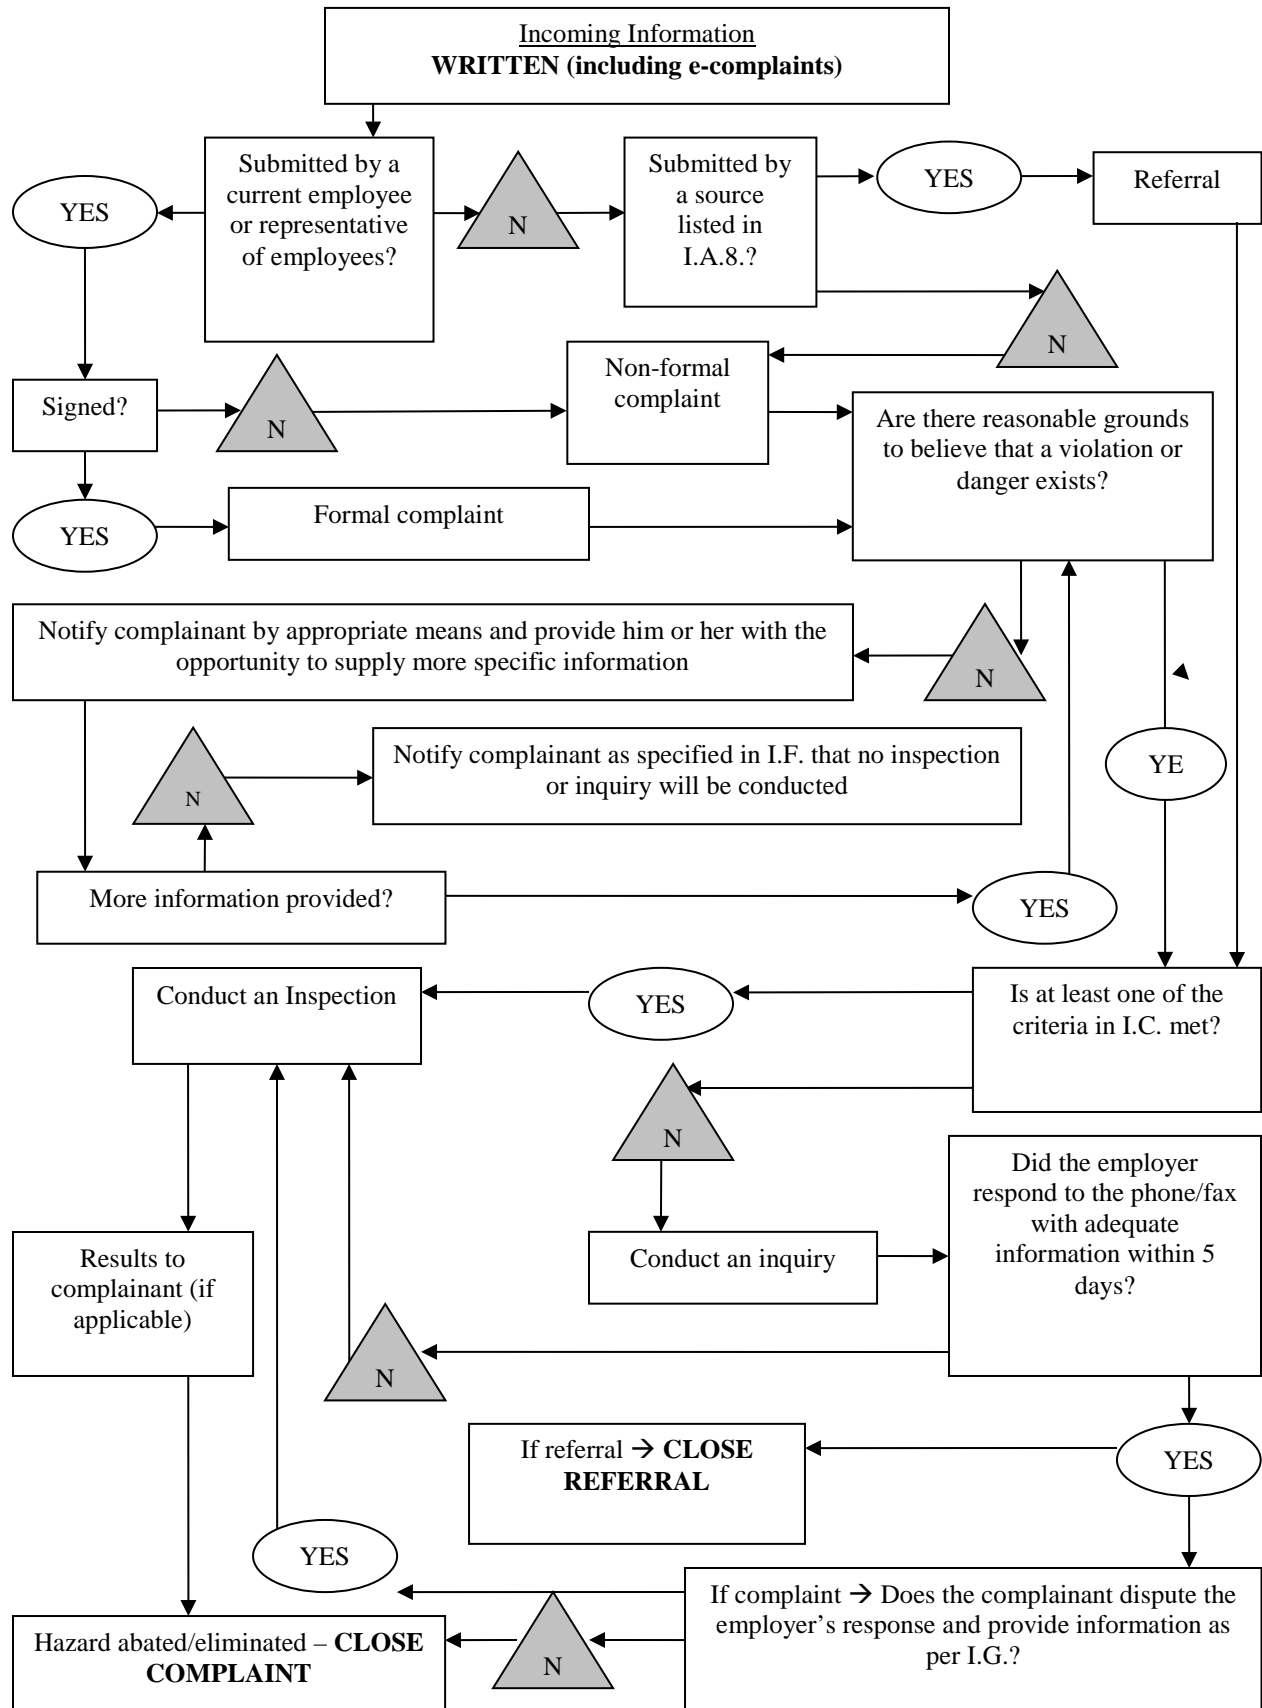 Incoming Information
WRITTEN (including e-complaints)
Submitted by a
current employee
or representative
of employees?
N
Submitted by
a source
listed in
I.A.8.?
YES
Referral
YES
N
Signed?
N
Non-formal
complaint
Are there reasonable grounds
to believe that a violation or
danger exists?
YES
Formal complaint
Notify complainant by appropriate means and provide him or her with the
opportunity to supply more specific information
N
N
Notify complainant as specified in I.F. that no inspection
or inquiry will be conducted
YE
More information provided?
YES
Conduct an Inspection
YES
Is at least one of the
criteria in I.C. met?
N
Did the employer
respond to the phone/fax
with adequate
information within 5
days?
Conduct an inquiry
Results to
complainant (if
applicable)
N
If referral → CLOSE
REFERRAL
YES
YES
If complaint → Does the complainant dispute the
employer’s response and provide information as
per I.G.?
N
Hazard abated/eliminated – CLOSE
COMPLAINT